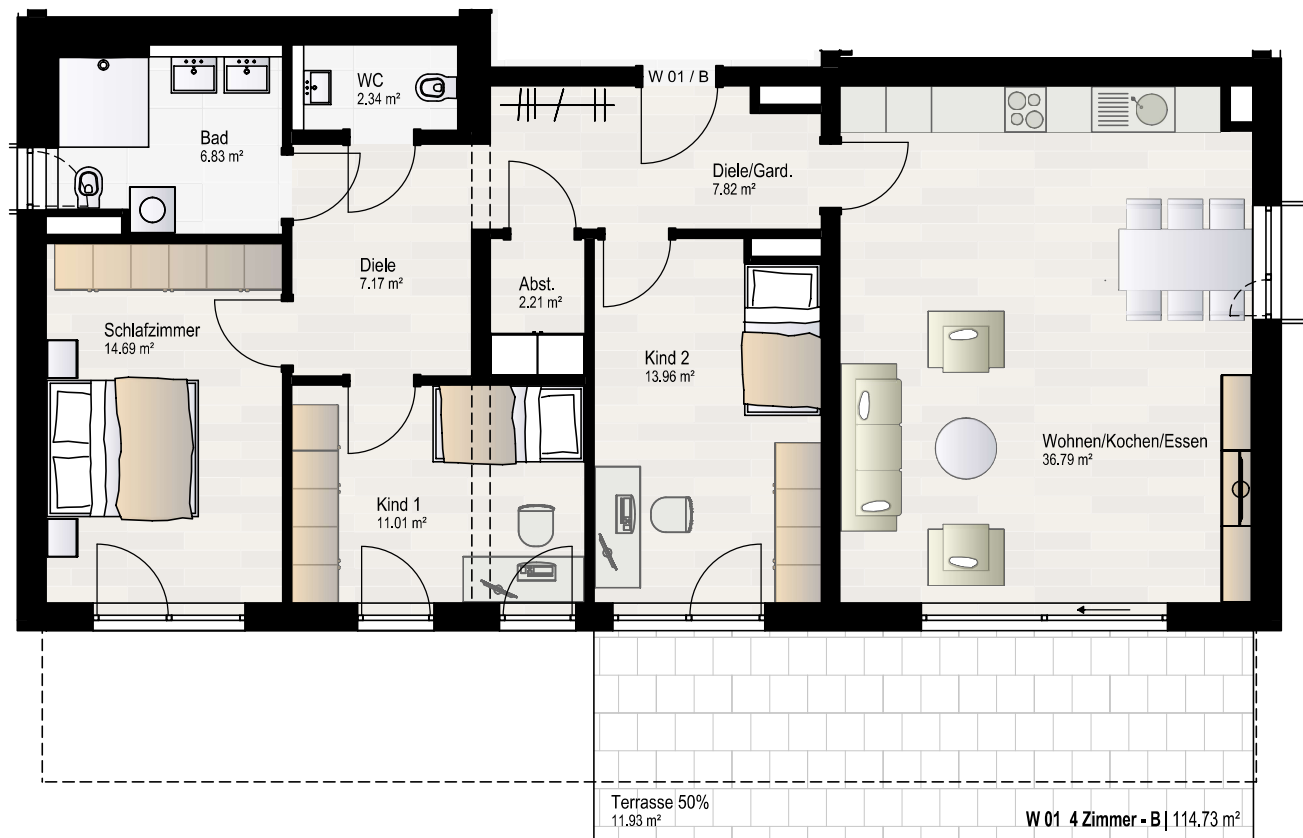 W 01 / B
WC
2.34 m²
Bad
6.83 m²
Diele/Gard.
7.82 m²
Diele
7.17 m²
Abst.
2.21 m²
Schlafzimmer
14.69 m²
Kind 2
13.96 m²
Wohnen/Kochen/Essen
36.79 m²
Kind 1
11.01 m²
Terrasse 50%
11.93 m²
W 01 4 Zimmer - B | 114.73 m²